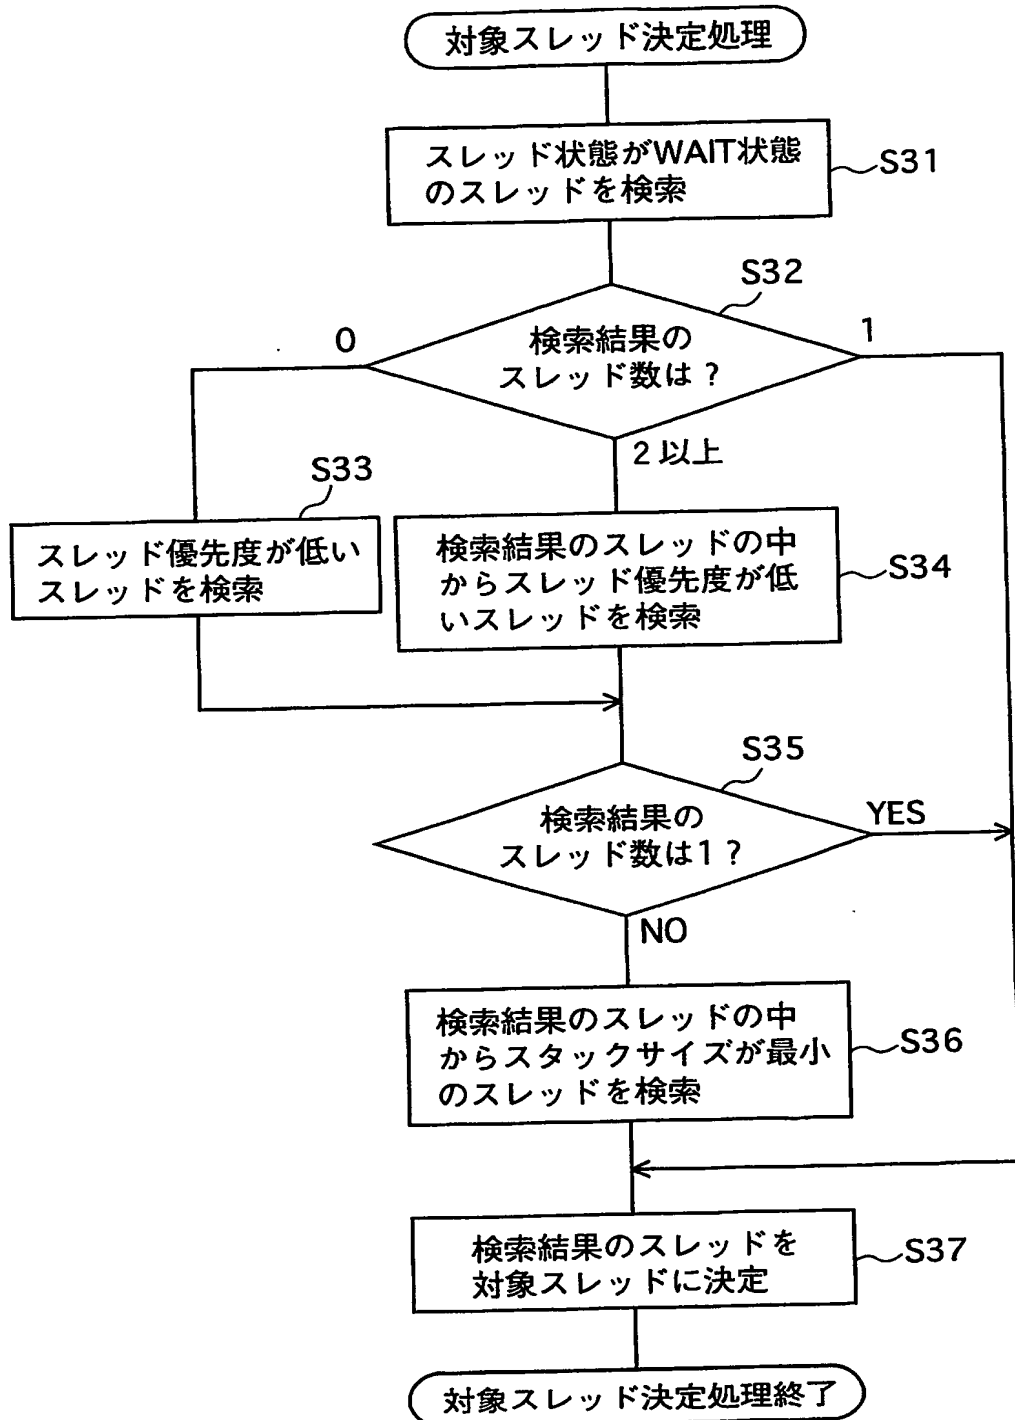 対象スレッド決定処理
スレッド状態がWAIT状態
のスレッドを検索
S31
S32
検索結果の
スレッド数は?
0
1
2以上
S33
スレッド優先度が低い
スレッドを検索
検索結果のスレッドの中
からスレッド優先度が低
いスレッドを検索
S34
S35
検索結果の
スレッド数は1?
YES
NO
検索結果のスレッドの中
からスタックサイズが最小
のスレッドを検索
S36
検索結果のスレッドを
対象スレッドに決定
S37
対象スレッド決定処理終了